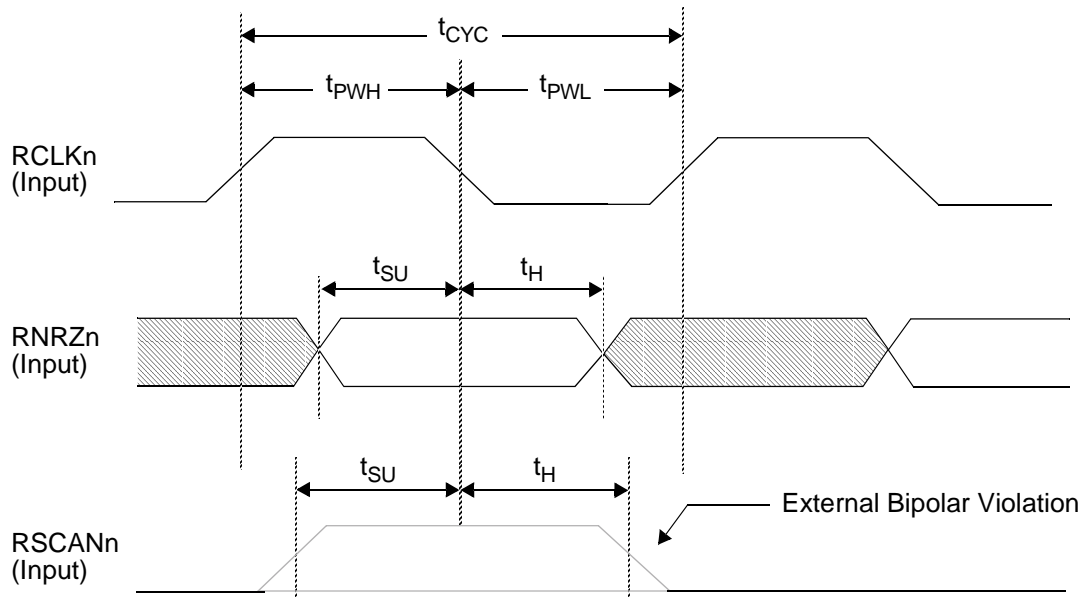 tCYC
tPWH
tPWL
RCLKn
(Input)
tSU
tH
RNRZn
(Input)
tSU
tH
External Bipolar Violation
RSCANn
(Input)